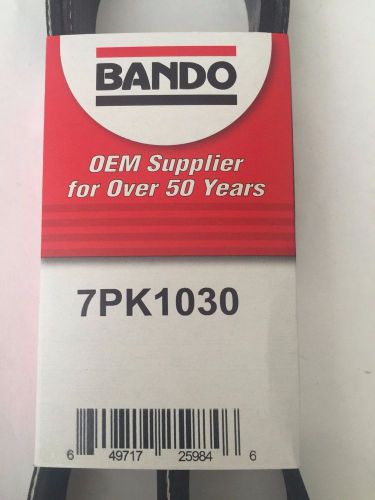 BANDO
OEM Supplier
for Over 50 Years
7PK1030
6 49717 25984 6